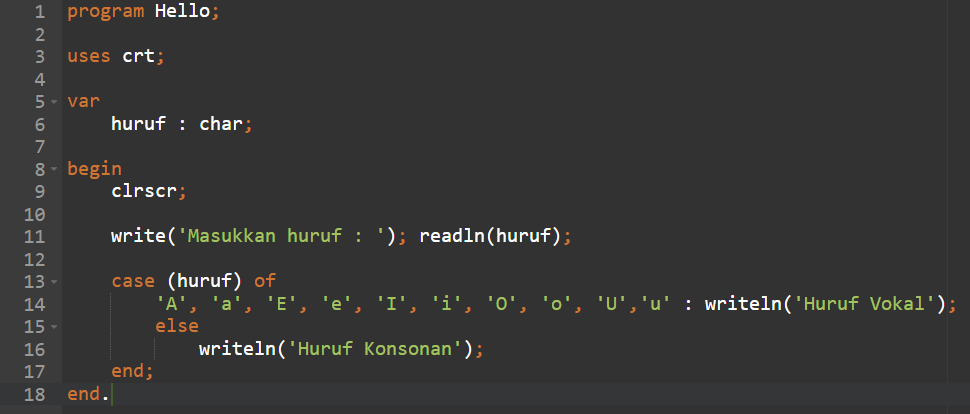 1 program Hello;
2
3 uses crt;
4
5 var
6     huruf : char;
7
8 begin
9     clrscr;
10
11     write('Masukkan huruf : '); readln(huruf);
12
13     case (huruf) of
14         'A', 'a', 'E', 'e', 'I', 'i', 'O', 'o', 'U','u' : writeln('Huruf Vokal');
15         else
16             writeln('Huruf Konsonan');
17     end;
18 end.